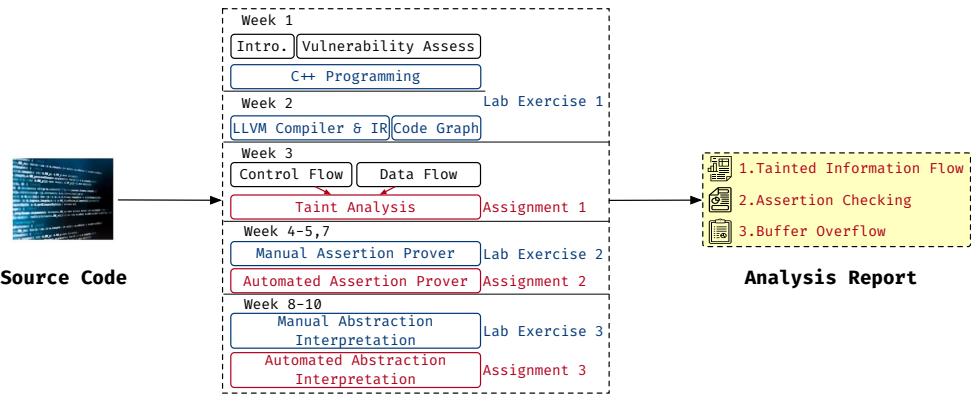 Week 1
Intro. Vulnerability Assess
C++ Programming
Lab Exercise 1
Week 2
LLVM Compiler & IR Code Graph
Week 3
Control Flow Data Flow
Taint Analysis Assignment 1
Week 4-5,7
Manual Assertion Prover Lab Exercise 2
Automated Assertion Prover Assignment 2
Week 8-10
Manual Abstraction
Interpretation
Lab Exercise 3
Automated Abstraction
Interpretation
Assignment 3
Source Code
1.Tainted Information Flow
2.Assertion Checking
3.Buffer Overflow
Analysis Report